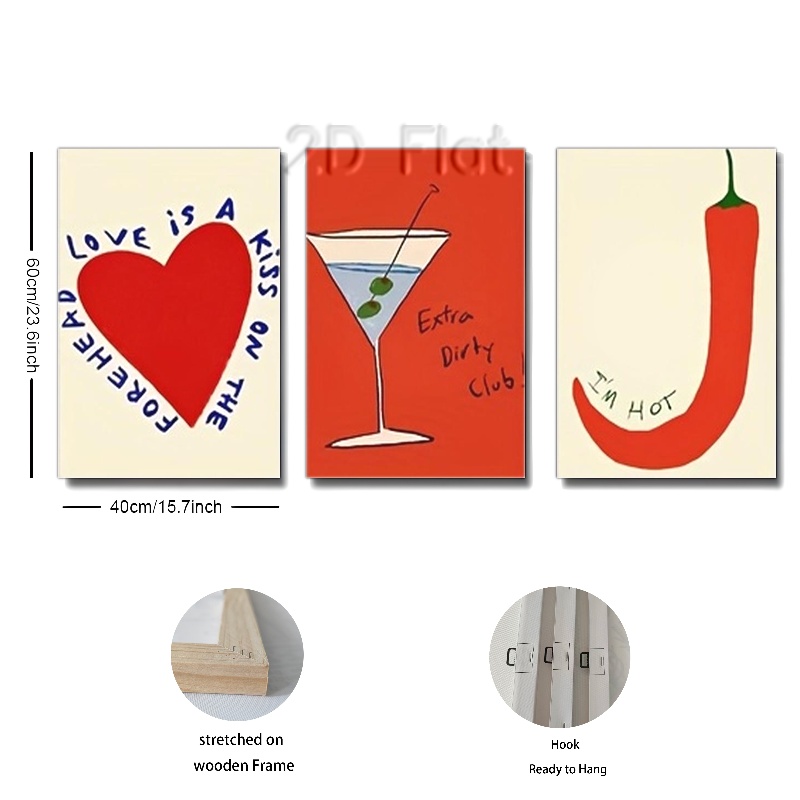 2.D Flat
60cm/23.6inch
LOVE iS A KiSS ON THE FOREHEAD
Extra
Dirty
Club!
I'M HOT
40cm/15.7inch
stretched on
wooden Frame
Hook
Ready to Hang